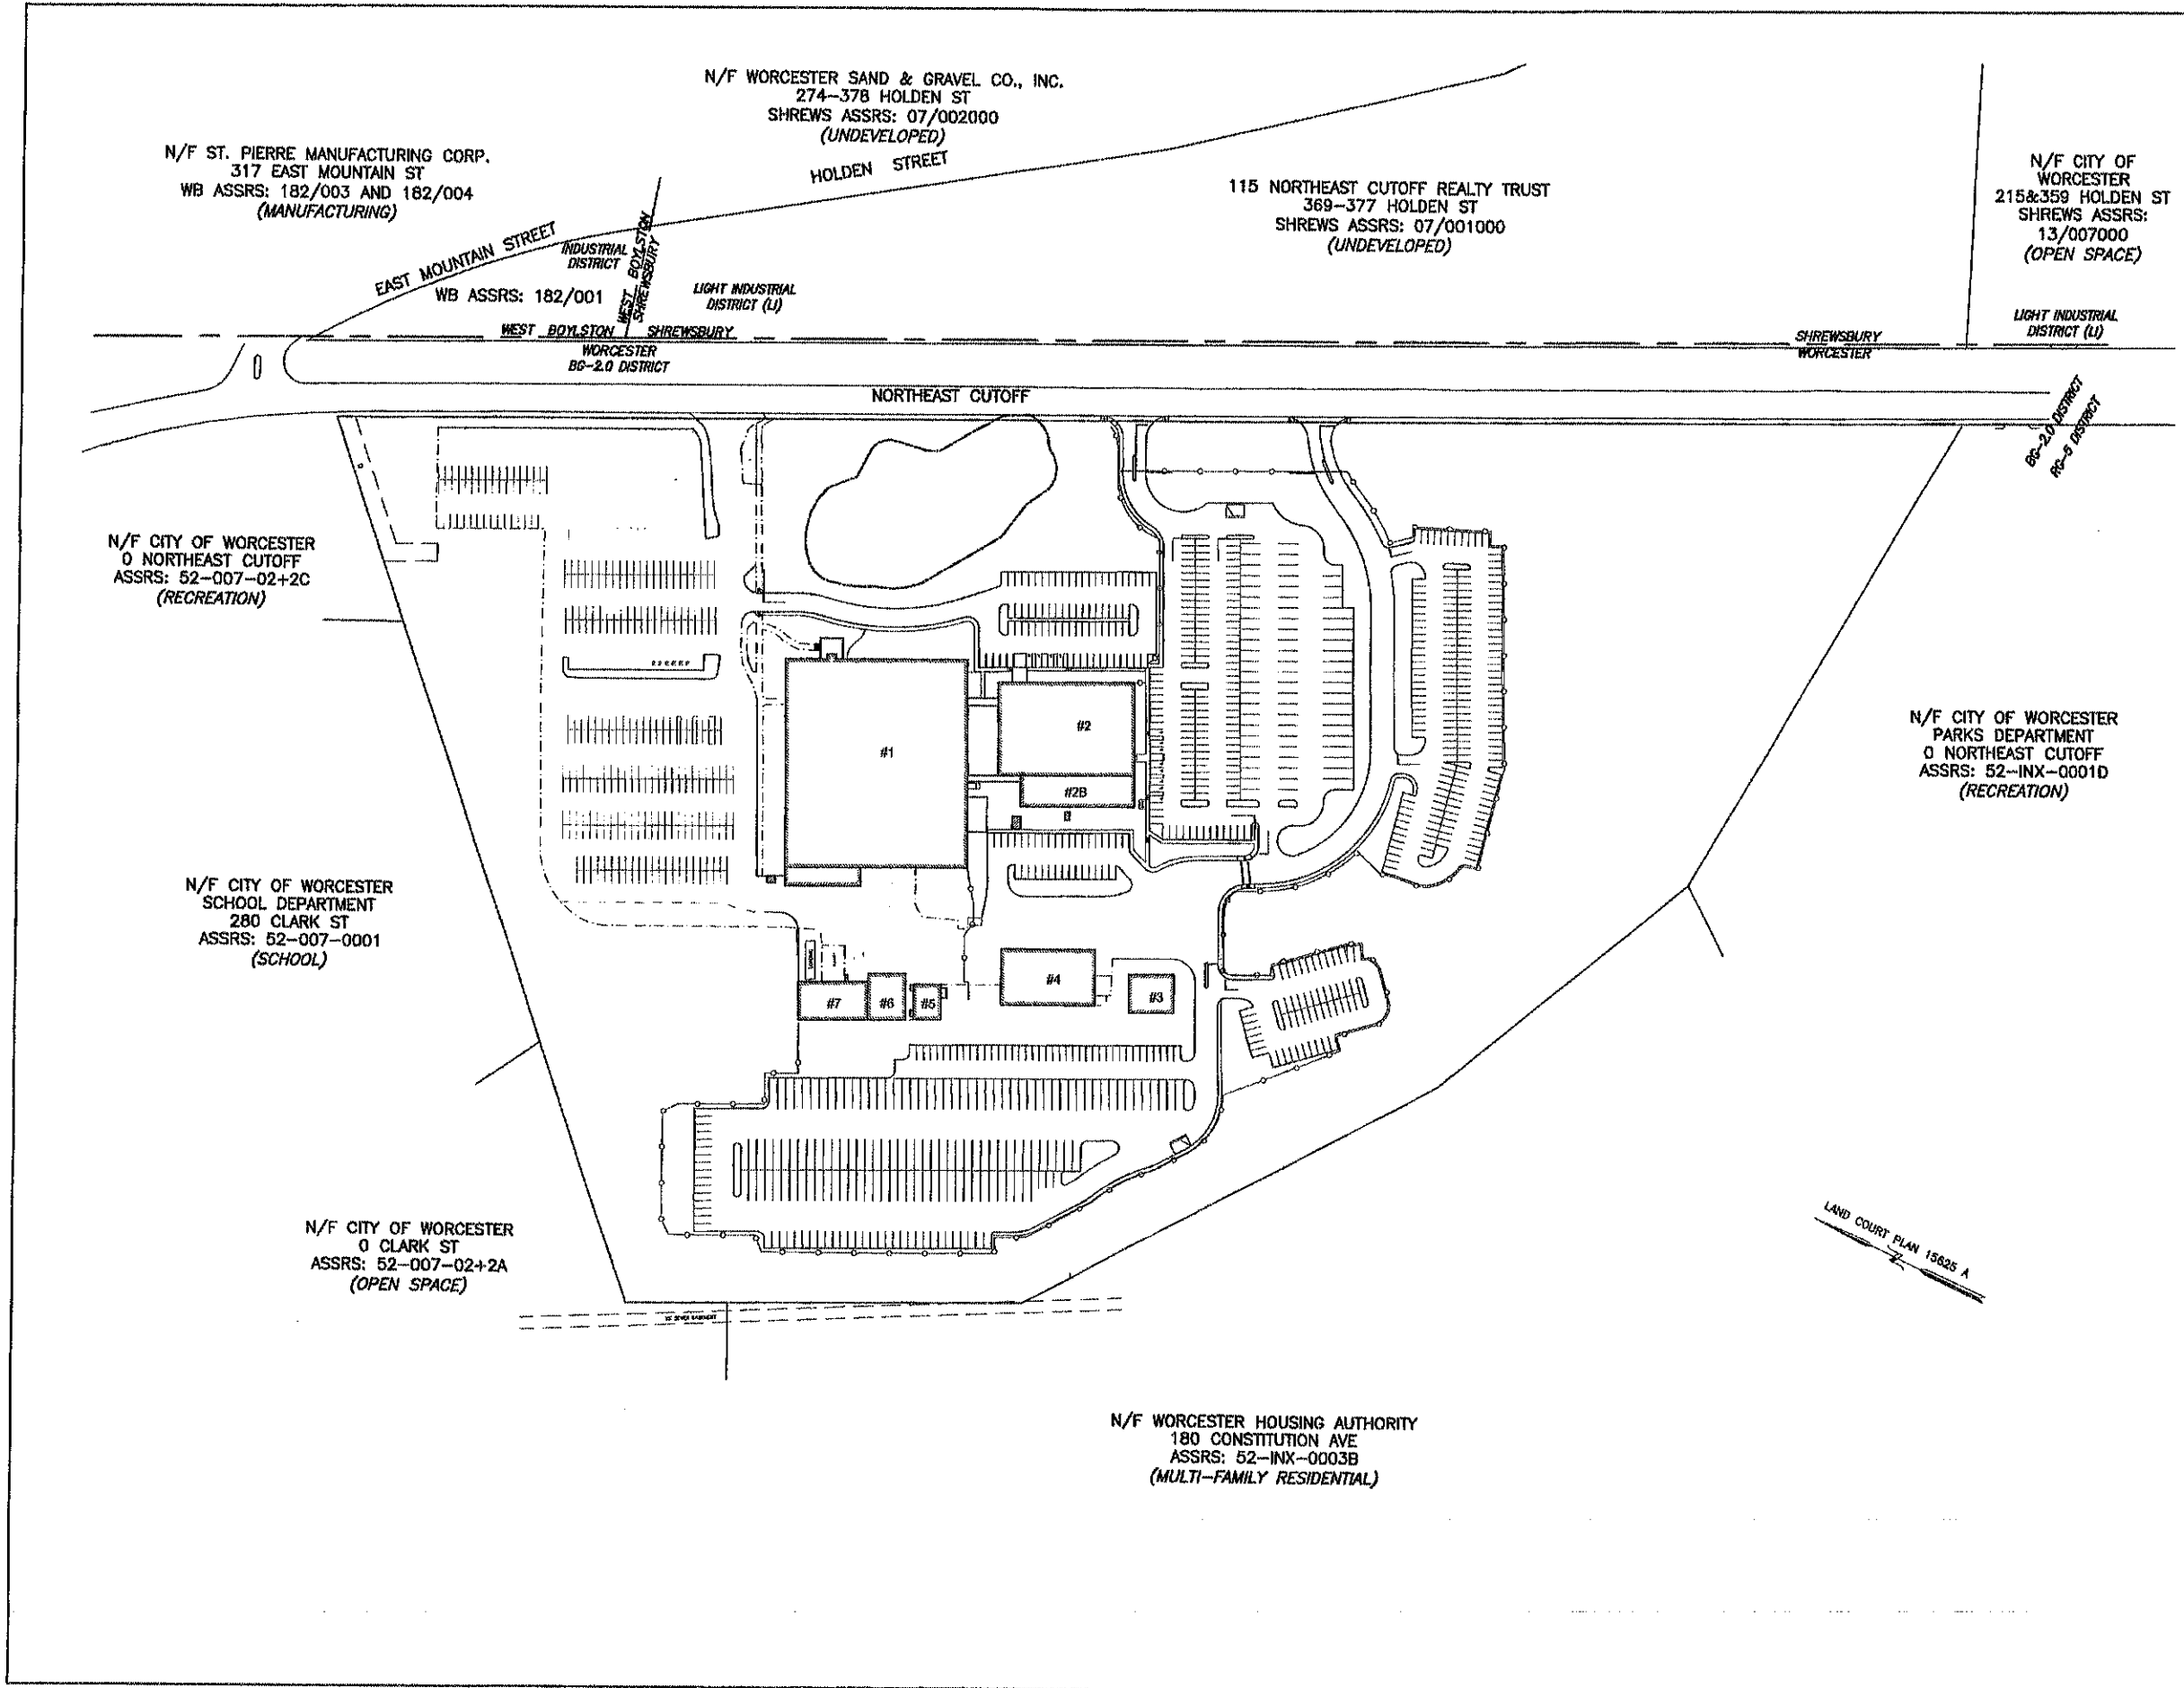 N/F WORCESTER SAND & GRAVEL CO., INC.
274-378 HOLDEN ST
SHREWS ASSRS: 07/002000
(UNDEVELOPED)
N/F ST. PIERRE MANUFACTURING CORP.
317 EAST MOUNTAIN ST
WB ASSRS: 182/003 AND 182/004
(MANUFACTURING)
HOLDEN STREET
115 NORTHEAST CUTOFF REALTY TRUST
369-377 HOLDEN ST
SHREWS ASSRS: 07/001000
(UNDEVELOPED)
N/F CITY OF
WORCESTER
215&359 HOLDEN ST
SHREWS ASSRS:
13/007000
(OPEN SPACE)
EAST MOUNTAIN STREET
INDUSTRIAL
DISTRICT
WEST BOYLSTON
SHREWSBURY
WB ASSRS: 182/001
LIGHT INDUSTRIAL
DISTRICT (LI)
LIGHT INDUSTRIAL
DISTRICT (LI)
WEST BOYLSTON
SHREWSBURY
WORCESTER
BG-2.0 DISTRICT
SHREWSBURY
WORCESTER
NORTHEAST CUTOFF
BG-2.0 DISTRICT
RG-5 DISTRICT
N/F CITY OF WORCESTER
0 NORTHEAST CUTOFF
ASSRS: 52-007-02+2C
(RECREATION)
#1
#2
#2B
N/F CITY OF WORCESTER
PARKS DEPARTMENT
0 NORTHEAST CUTOFF
ASSRS: 52-INX-0001D
(RECREATION)
N/F CITY OF WORCESTER
SCHOOL DEPARTMENT
280 CLARK ST
ASSRS: 52-007-0001
(SCHOOL)
#7
#6
#5
#4
#3
N/F CITY OF WORCESTER
0 CLARK ST
ASSRS: 52-007-02+2A
(OPEN SPACE)
LAND COURT PLAN 15625 A
N/F WORCESTER HOUSING AUTHORITY
180 CONSTITUTION AVE
ASSRS: 52-INX-0003B
(MULTI-FAMILY RESIDENTIAL)